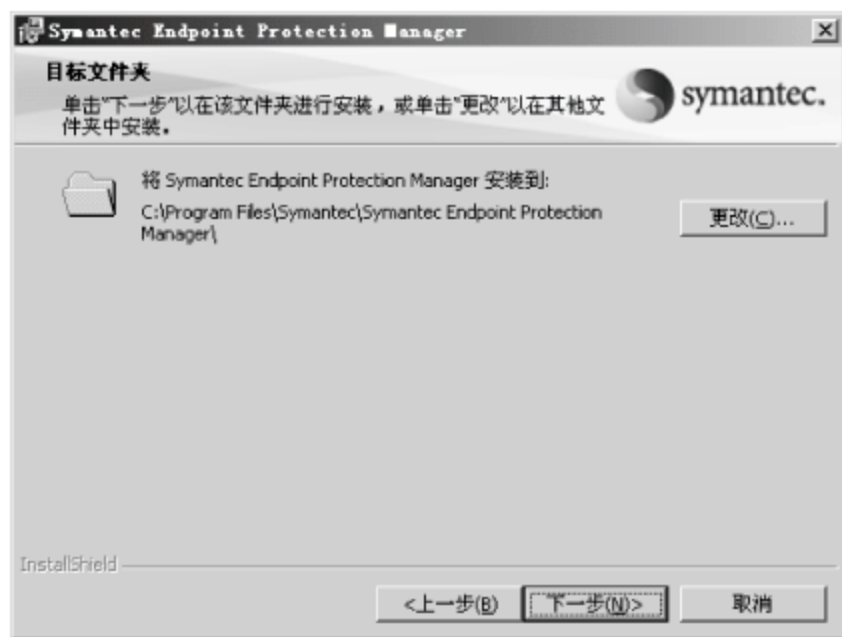 Symantec Endpoint Protection Manager
目标文件夹
单击"下一步"以在该文件夹进行安装，或单击"更改"以在其他文
件夹中安装。
symantec.
将 Symantec Endpoint Protection Manager 安装到:
C:\Program Files\Symantec\Symantec Endpoint Protection
Manager\
更改(C)...
InstallShield
<上一步(B)
下一步(N)>
取消